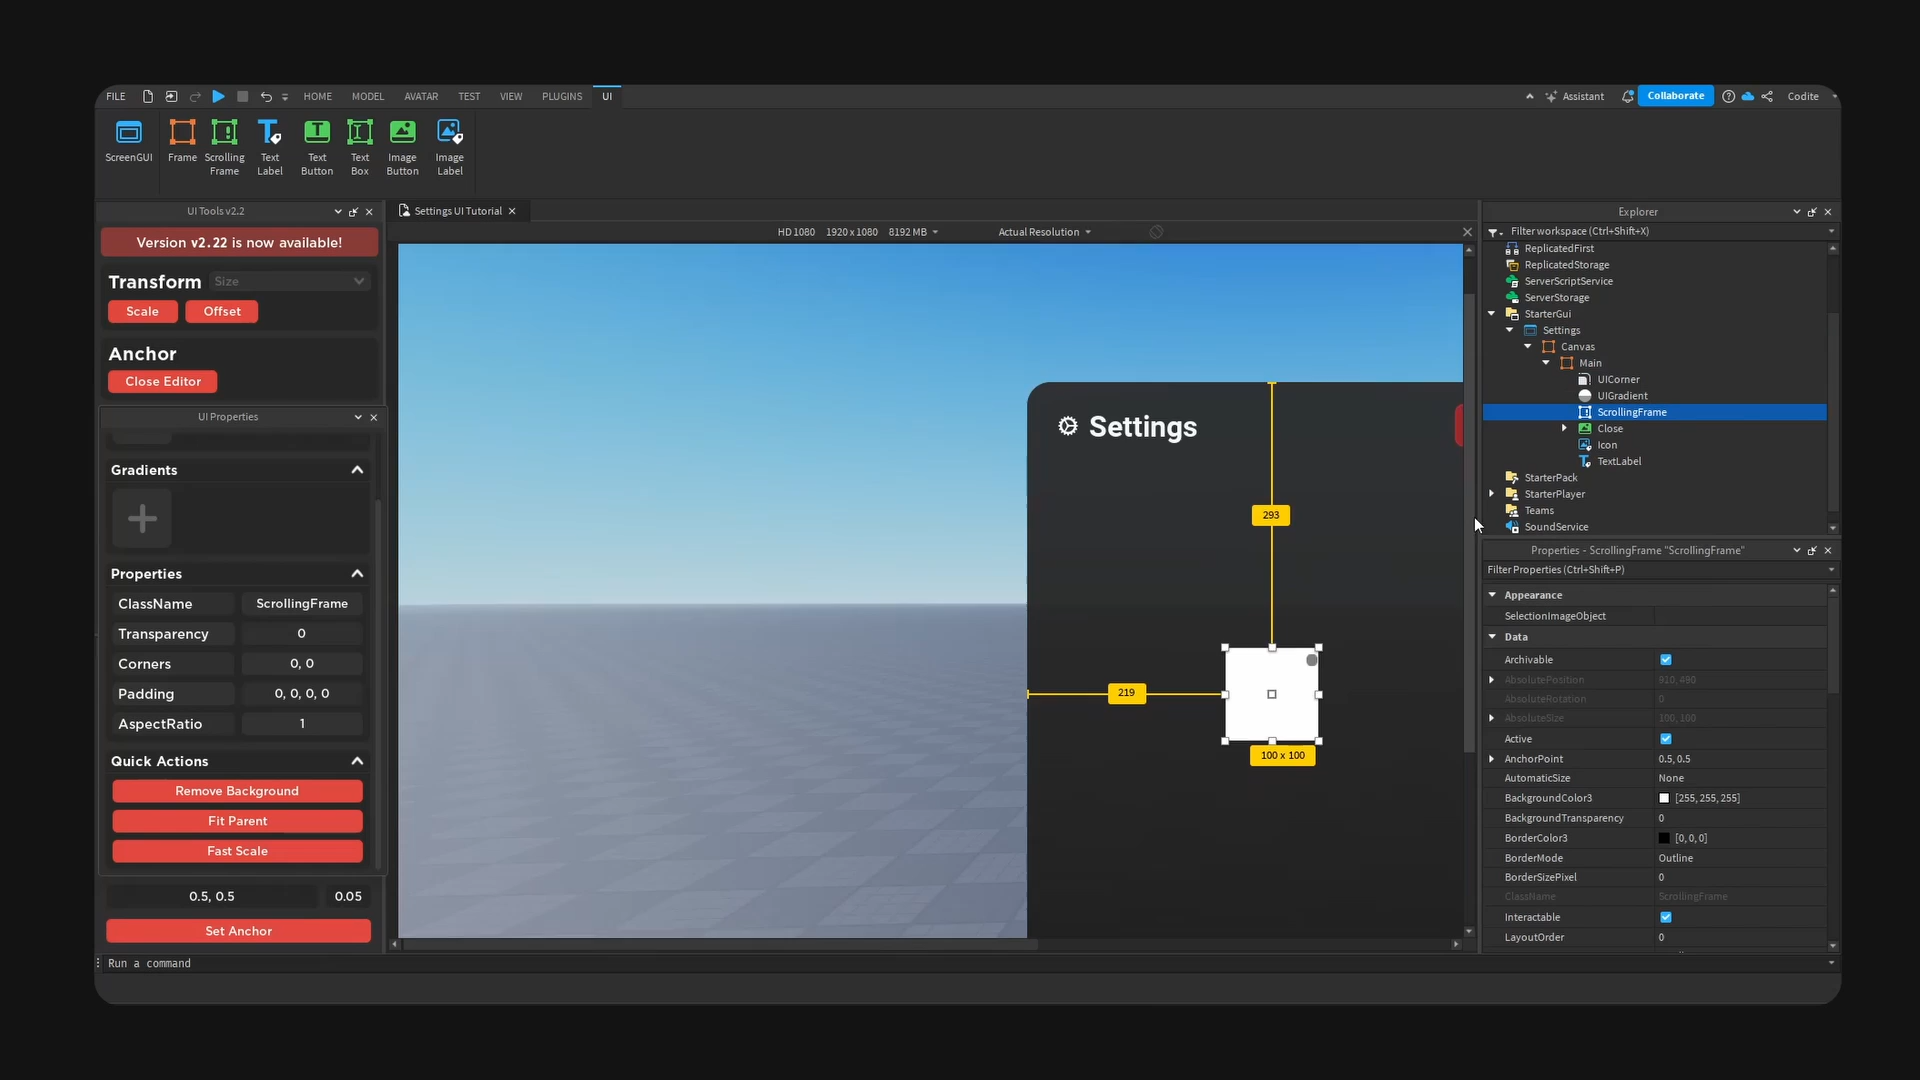 FILE HOME MODEL AVATAR TEST VIEW PLUGINS UI Assistant Collaborate Codite
ScreenGUI
Frame
Scrolling
Frame
Text
Label
Text
Button
Text
Box
Image
Button
Image
Label
UI Tools v2.2
Version v2.22 is now available!
Transform Size
Scale Offset
Anchor
Close Editor
UI Properties
Gradients
Properties
ClassName ScrollingFrame
Transparency 0
Corners 0, 0
Padding 0, 0, 0, 0
AspectRatio 1
Quick Actions
Remove Background
Fit Parent
Fast Scale
0.5, 0.5 0.05
Set Anchor
Run a command
Settings UI Tutorial
HD 1080 1920 x 1080 8192 MB Actual Resolution
Settings
293
219
100 x 100
Explorer
Filter workspace (Ctrl+Shift+X)
ReplicatedFirst
ReplicatedStorage
ServerScriptService
ServerStorage
StarterGui
Settings
Canvas
Main
UICorner
UIGradient
ScrollingFrame
Close
Icon
TextLabel
StarterPack
StarterPlayer
Teams
SoundService
Properties - ScrollingFrame "ScrollingFrame"
Filter Properties (Ctrl+Shift+P)
Appearance
SelectionImageObject
Data
Archivable
AbsolutePosition 910, 490
AbsoluteRotation 0
AbsoluteSize 100, 100
Active
AnchorPoint 0.5, 0.5
AutomaticSize None
BackgroundColor3 [255, 255, 255]
BackgroundTransparency 0
BorderColor3 [0, 0, 0]
BorderMode Outline
BorderSizePixel 0
ClassName ScrollingFrame
Interactable
LayoutOrder 0